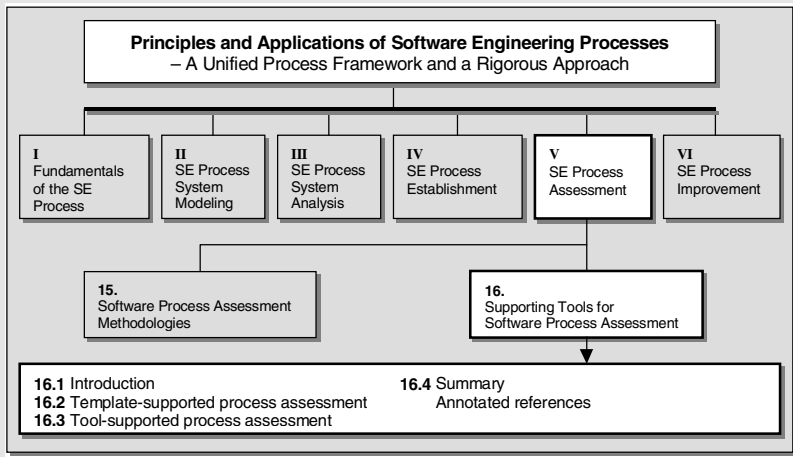 Principles and Applications of Software Engineering Processes
– A Unified Process Framework and a Rigorous Approach
I
Fundamentals
of the SE
Process
II
SE Process
System
Modeling
III
SE Process
System
Analysis
IV
SE Process
Establishment
V
SE Process
Assessment
VI
SE Process
Improvement
15.
Software Process Assessment
Methodologies
16.
Supporting Tools for
Software Process Assessment
16.1 Introduction
16.2 Template-supported process assessment
16.3 Tool-supported process assessment
16.4 Summary
Annotated references